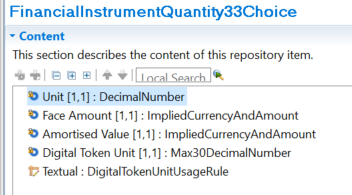 FinancialInstrumentQuantity33Choice
Content
This section describes the content of this repository item.
Local Search
Unit [1,1] : DecimalNumber
Face Amount [1,1] : ImpliedCurrencyAndAmount
Amortised Value [1,1] : ImpliedCurrencyAndAmount
Digital Token Unit [1,1] : Max30DecimalNumber
Textual : DigitalTokenUnitUsageRule